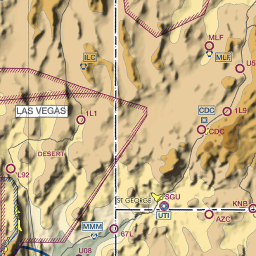 MLF
ILC
MLF
U5
LAS VEGAS
1L1
1L9
CDC
CDC
DESERT
L92
ST GEORGE
SGU
UTI
KNB
AZC
MMM
67L
U08